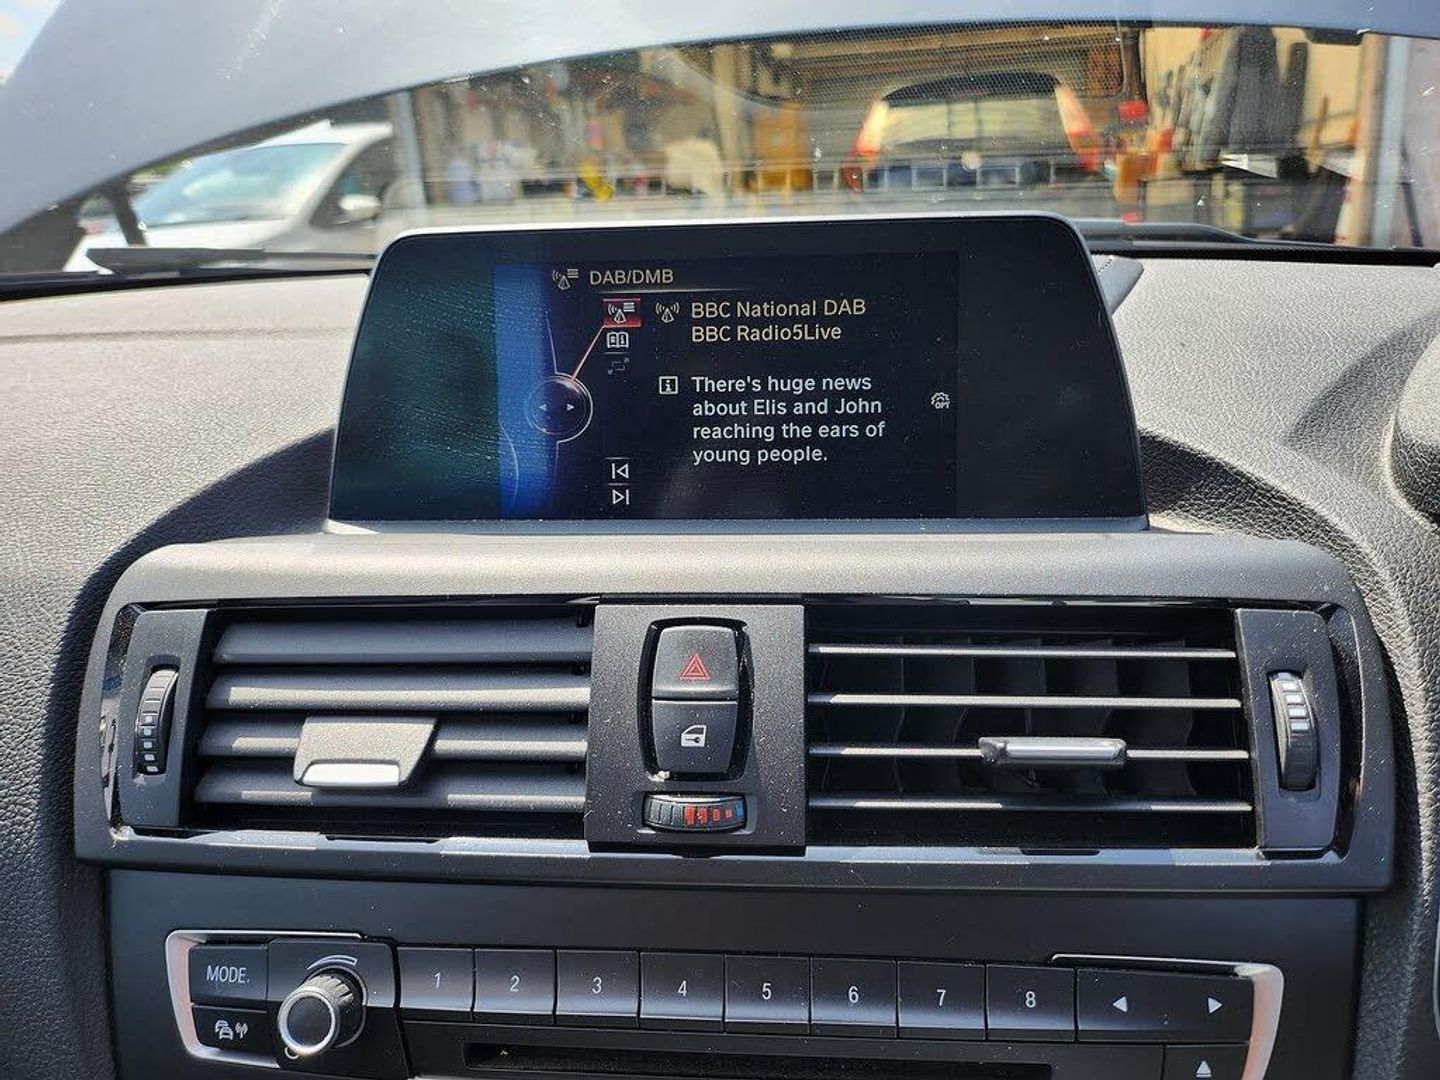 DAB/DMB
BBC National DAB
BBC Radio5Live
There's huge news
about Elis and John
reaching the ears of
young people.
OPT
MODE
1 2 3 4 5 6 7 8